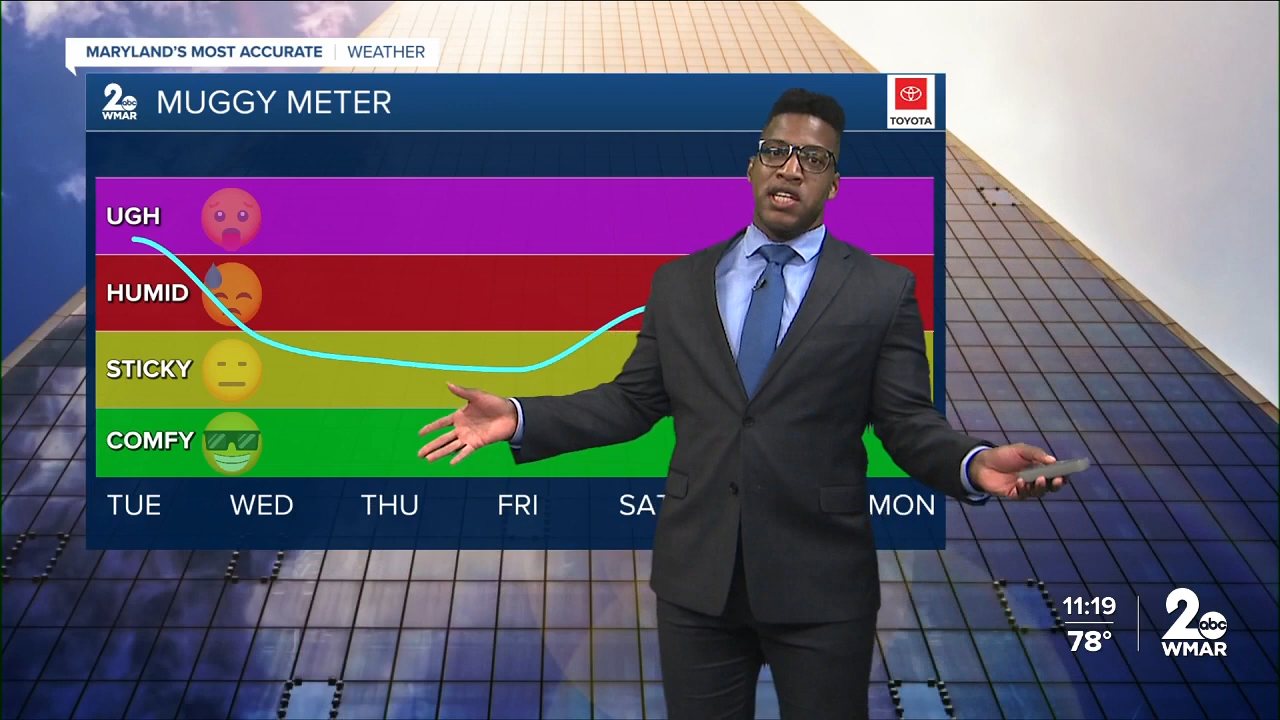 MARYLAND'S MOST ACCURATE | WEATHER
2 abc WMAR
MUGGY METER
TOYOTA
UGH
HUMID
STICKY
COMFY
TUE WED THU FRI SAT MON
11:19
78°
2 abc
WMAR